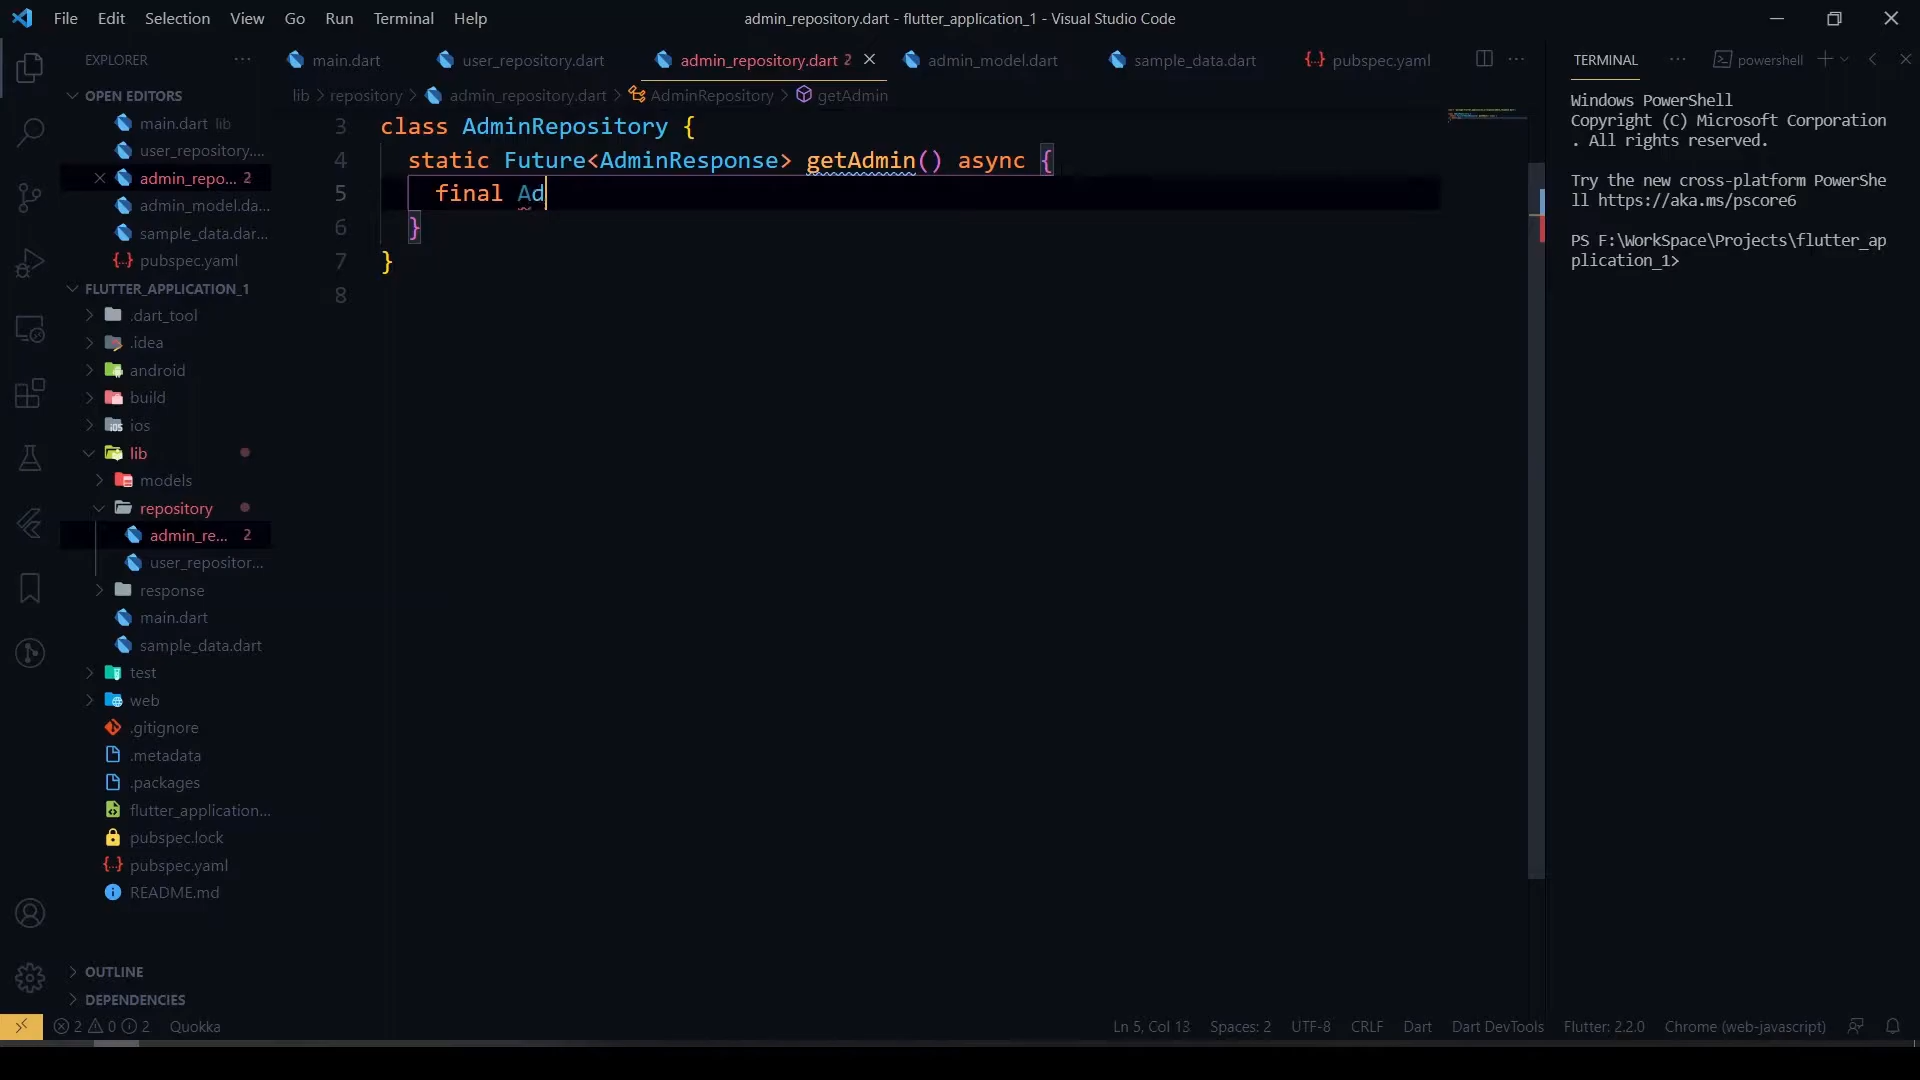 File Edit Selection View Go Run Terminal Help
admin_repository.dart - flutter_application_1 - Visual Studio Code
EXPLORER
OPEN EDITORS
main.dart lib
user_repository....
admin_repo... 2
admin_model.da...
sample_data.dar...
pubspec.yaml
FLUTTER_APPLICATION_1
.dart_tool
.idea
android
build
ios
lib
models
repository
admin_re... 2
user_repositor...
response
main.dart
sample_data.dart
test
web
.gitignore
.metadata
.packages
flutter_application...
pubspec.lock
pubspec.yaml
README.md
OUTLINE
DEPENDENCIES
main.dart user_repository.dart admin_repository.dart 2 admin_model.dart sample_data.dart pubspec.yaml
lib > repository > admin_repository.dart > AdminRepository > getAdmin
3 class AdminRepository {
4 static Future<AdminResponse> getAdmin() async {
5 final Ad
6 }
7 }
8
TERMINAL powershell
Windows PowerShell
Copyright (C) Microsoft Corporation
. All rights reserved.
Try the new cross-platform PowerShe
ll https://aka.ms/pscore6
PS F:\WorkSpace\Projects\flutter_ap
plication_1>
2 0 2 Quokka
Ln 5, Col 13 Spaces: 2 UTF-8 CRLF Dart Dart DevTools Flutter: 2.2.0 Chrome (web-javascript)